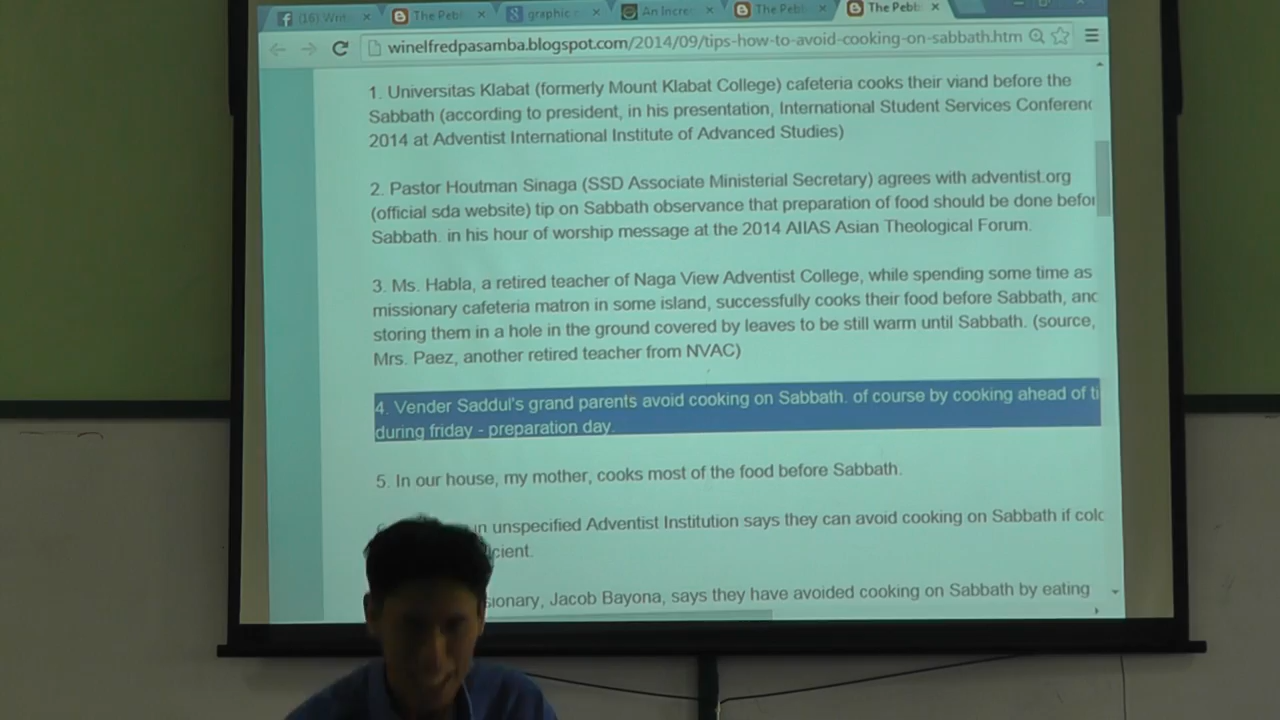 (16) Writ
The Peb
graphic
An Incre
The Pebl
The Pebb
winelfredpasamba.blogspot.com/2014/09/tips-how-to-avoid-cooking-on-sabbath.htm
1. Universitas Klabat (formerly Mount Klabat College) cafeteria cooks their viand before the
Sabbath (according to president, in his presentation, International Student Services Conferenc
2014 at Adventist International Institute of Advanced Studies)
2. Pastor Houtman Sinaga (SSD Associate Ministerial Secretary) agrees with adventist.org
(official sda website) tip on Sabbath observance that preparation of food should be done befor
Sabbath. in his hour of worship message at the 2014 AIIAS Asian Theological Forum.
3. Ms. Habla, a retired teacher of Naga View Adventist College, while spending some time as
missionary cafeteria matron in some island, successfully cooks their food before Sabbath, and
storing them in a hole in the ground covered by leaves to be still warm until Sabbath. (source,
Mrs. Paez, another retired teacher from NVAC)
4. Vender Saddul's grand parents avoid cooking on Sabbath. of course by cooking ahead of ti
during friday - preparation day.
5. In our house, my mother, cooks most of the food before Sabbath.
unspecified Adventist Institution says they can avoid cooking on Sabbath if cold
cient.
sionary, Jacob Bayona, says they have avoided cooking on Sabbath by eating